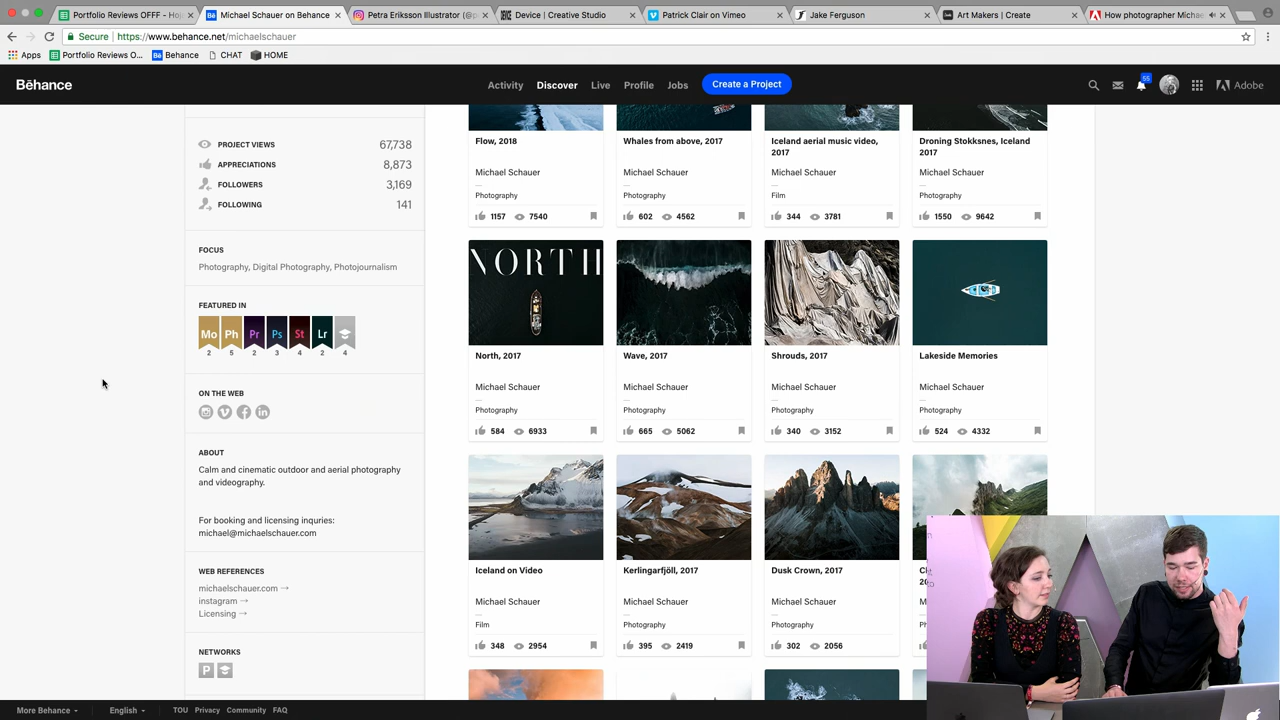 Portfolio Reviews OFFF - Ho
Michael Schauer on Behance
Petra Eriksson Illustrator (@p
Device | Creative Studio
Patrick Clair on Vimeo
Jake Ferguson
Art Makers | Create
How photographer Michae
Secure | https://www.behance.net/michaelschauer
Apps Portfolio Reviews O... Behance CHAT HOME
Bēhance Activity Discover Live Profile Jobs Create a Project 55 Adobe
PROJECT VIEWS 67,738
APPRECIATIONS 8,873
FOLLOWERS 3,169
FOLLOWING 141
FOCUS
Photography, Digital Photography, Photojournalism
FEATURED IN
Mo Ph Pr Ps St Lr
2 5 2 3 4 2 4
ON THE WEB
ABOUT
Calm and cinematic outdoor and aerial photography
and videography.
For booking and licensing inquries:
michael@michaelschauer.com
WEB REFERENCES
michaelschauer.com →
instagram →
Licensing →
NETWORKS
P
Flow, 2018
Michael Schauer
Photography
1157 7540
Whales from above, 2017
Michael Schauer
Photography
602 4562
Iceland aerial music video,
2017
Michael Schauer
Film
344 3781
Droning Stokksnes, Iceland
2017
Michael Schauer
Photography
1550 9642
NORTH
North, 2017
Michael Schauer
Photography
584 6933
Wave, 2017
Michael Schauer
Photography
665 5062
Shrouds, 2017
Michael Schauer
Photography
340 3152
Lakeside Memories
Michael Schauer
Photography
524 4332
Iceland on Video
Michael Schauer
Film
348 2954
Kerlingarfjöll, 2017
Michael Schauer
Photography
395 2419
Dusk Crown, 2017
Michael Schauer
Photography
302 2056
More Behance English TOU Privacy Community FAQ